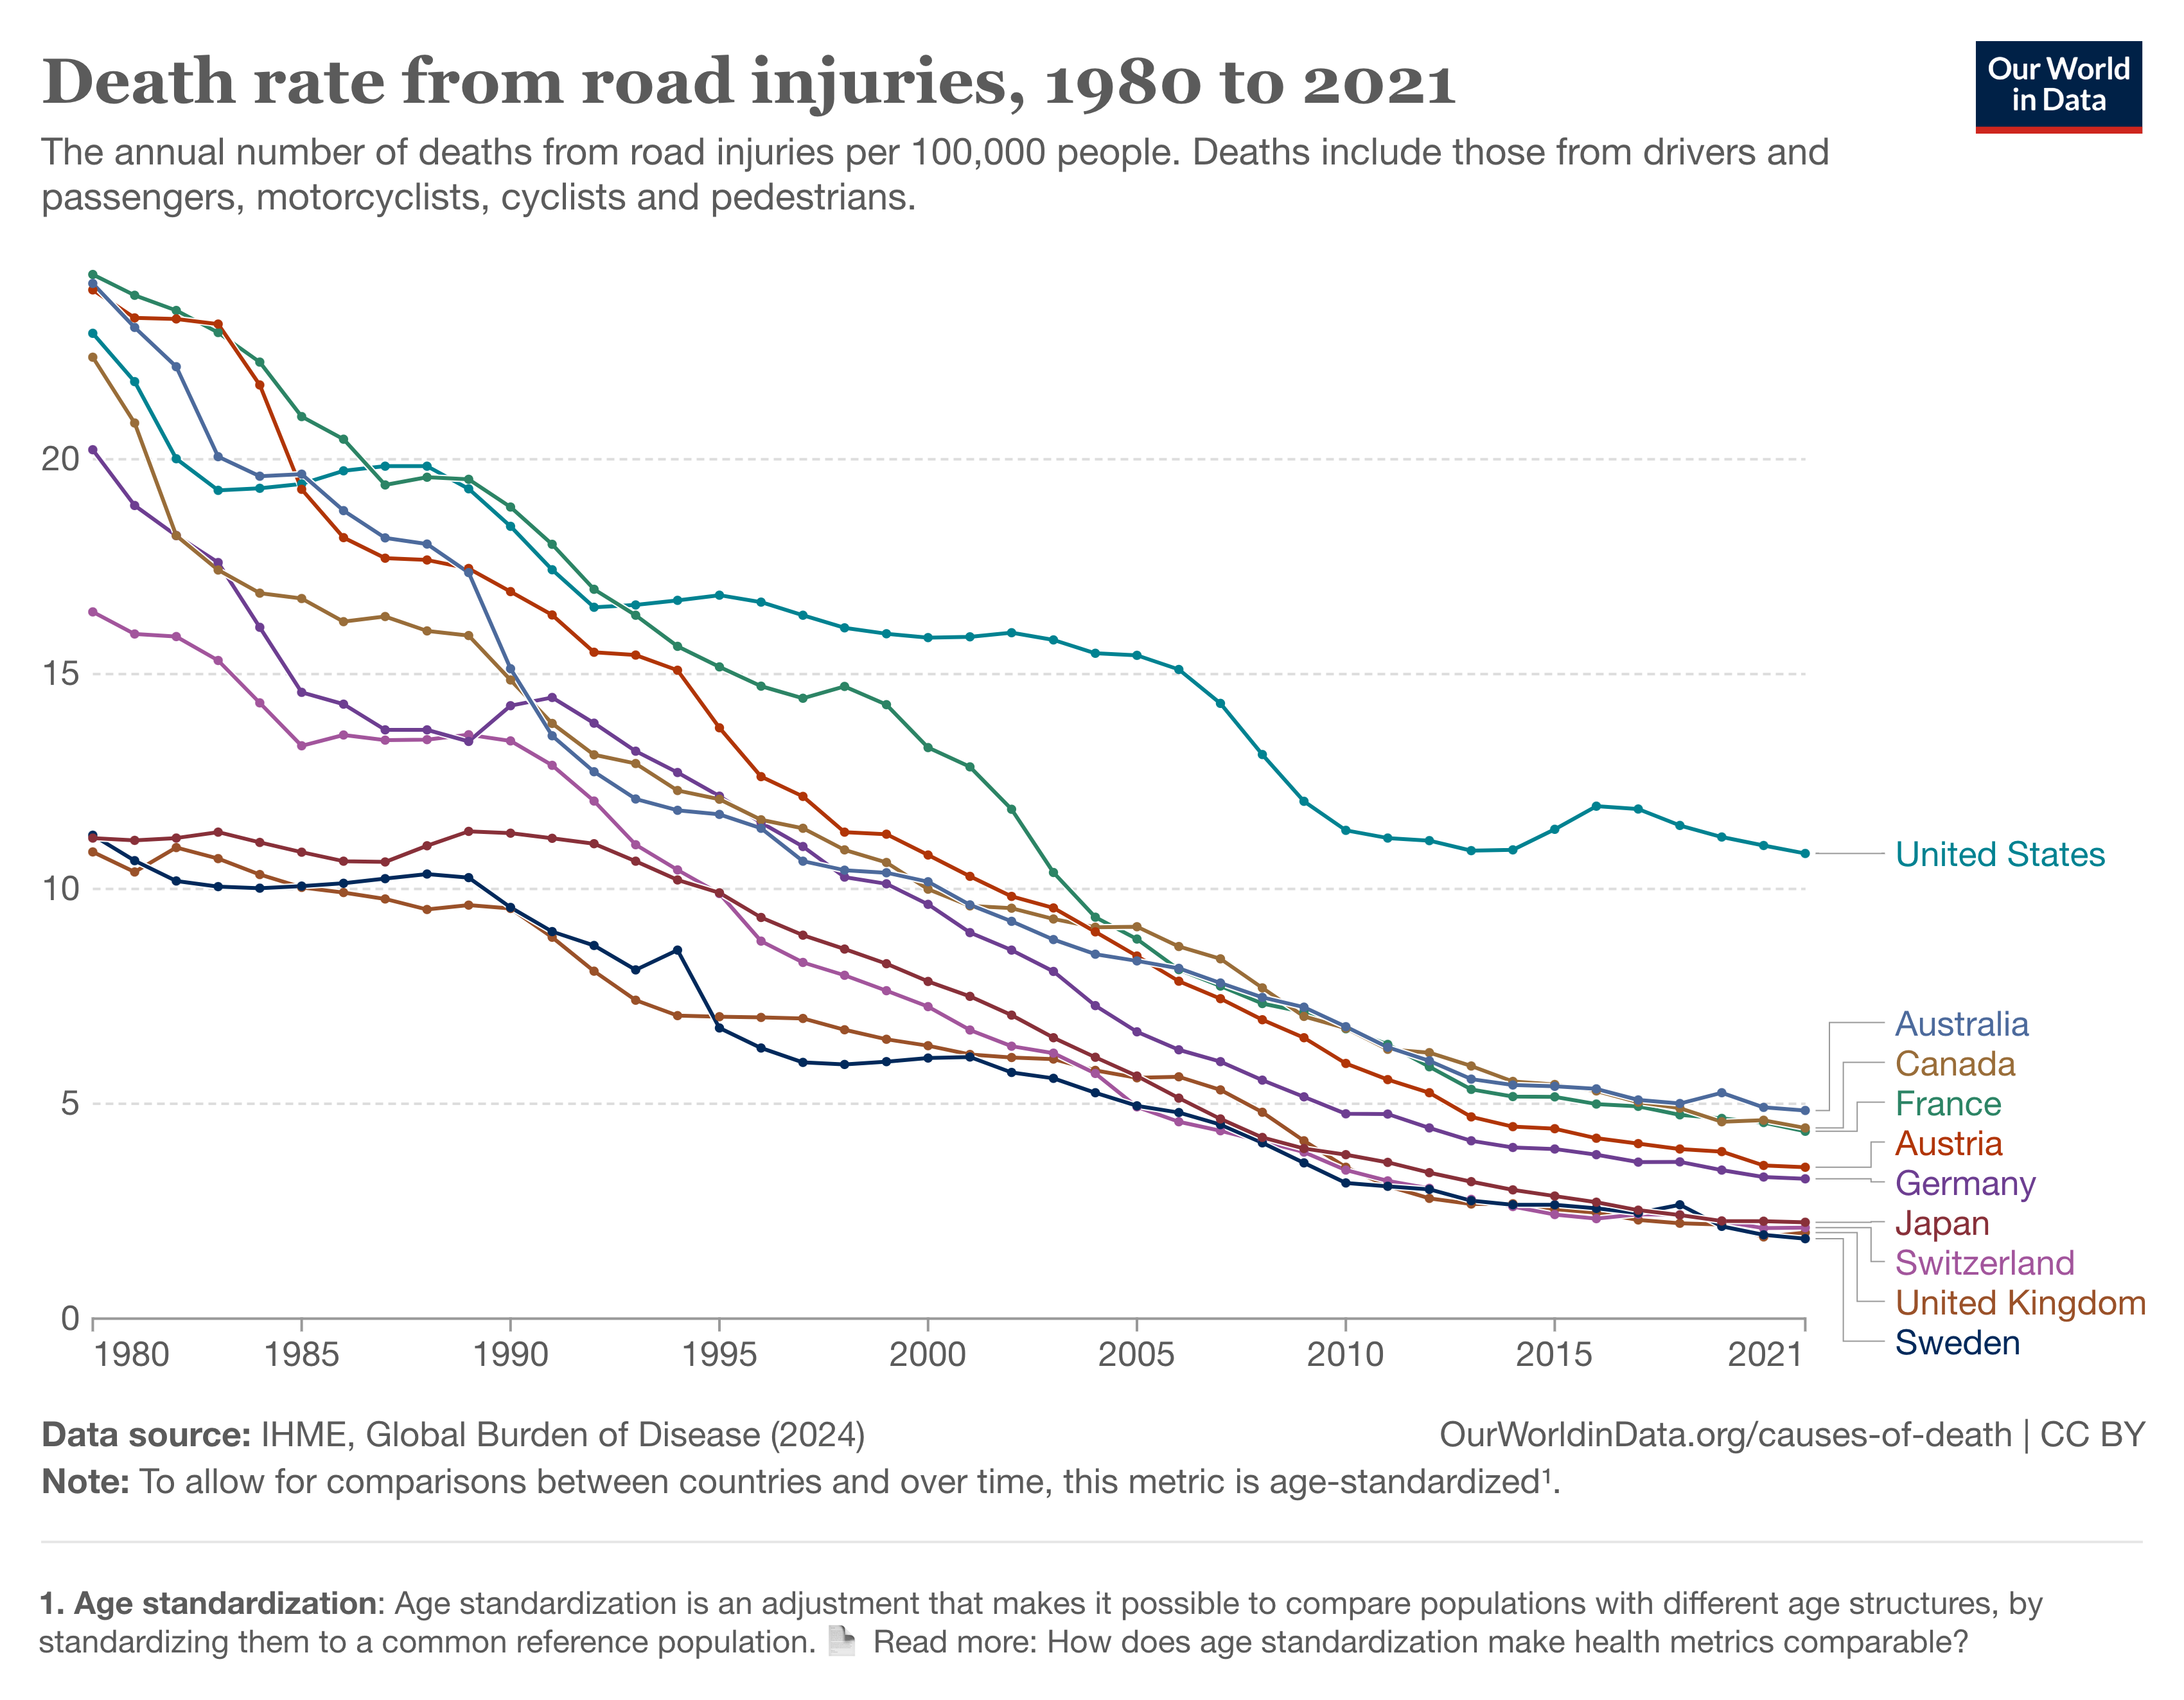 Death rate from road injuries, 1980 to 2021
Our World
in Data
The annual number of deaths from road injuries per 100,000 people. Deaths include those from drivers and
passengers, motorcyclists, cyclists and pedestrians.
20
15
10
5
0
1980
1985
1990
1995
2000
2005
2010
2015
2021
United States
Australia
Canada
France
Austria
Germany
Japan
Switzerland
United Kingdom
Sweden
Data source: IHME, Global Burden of Disease (2024)
OurWorldinData.org/causes-of-death | CC BY
Note: To allow for comparisons between countries and over time, this metric is age-standardized¹.
1. Age standardization: Age standardization is an adjustment that makes it possible to compare populations with different age structures, by
standardizing them to a common reference population. Read more: How does age standardization make health metrics comparable?